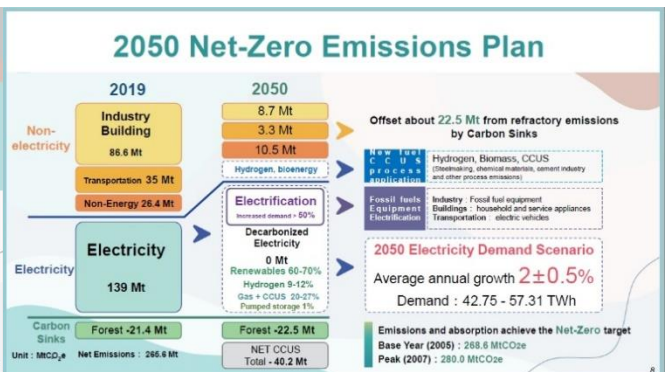 2050 Net-Zero Emissions Plan
2019
2050
Non-
electricity
Industry
Building
86.6 Mt
Transportation 35 Mt
Non-Energy 26.4 Mt
8.7 Mt
3.3 Mt
10.5 Mt
Hydrogen, bioenergy
Offset about 22.5 Mt from refractory emissions
by Carbon Sinks
New fuel
CCUS
process
application
Hydrogen, Biomass, CCUS
(Steelmaking, chemical materials, cement industry
and other process emissions)
Fossil fuels
Equipment
Electrification
Industry : Fossil fuel equipment
Buildings : household and service appliances
Transportation : electric vehicles
Electricity
Electricity
139 Mt
Electrification
Increased demand > 50%
Decarbonized
Electricity
0 Mt
Renewables 60-70%
Hydrogen 9-12%
Gas + CCUS 20-27%
Pumped storage 1%
2050 Electricity Demand Scenario
Average annual growth 2±0.5%
Demand : 42.75 - 57.31 TWh
Carbon
Sinks
Forest -21.4 Mt
Forest -22.5 Mt
Unit : MtCO₂e
Net Emissions : 265.6 Mt
NET CCUS
Total - 40.2 Mt
Emissions and absorption achieve the Net-Zero target
Base Year (2005) : 268.6 MtCO2e
Peak (2007) : 280.0 MtCO2e
8